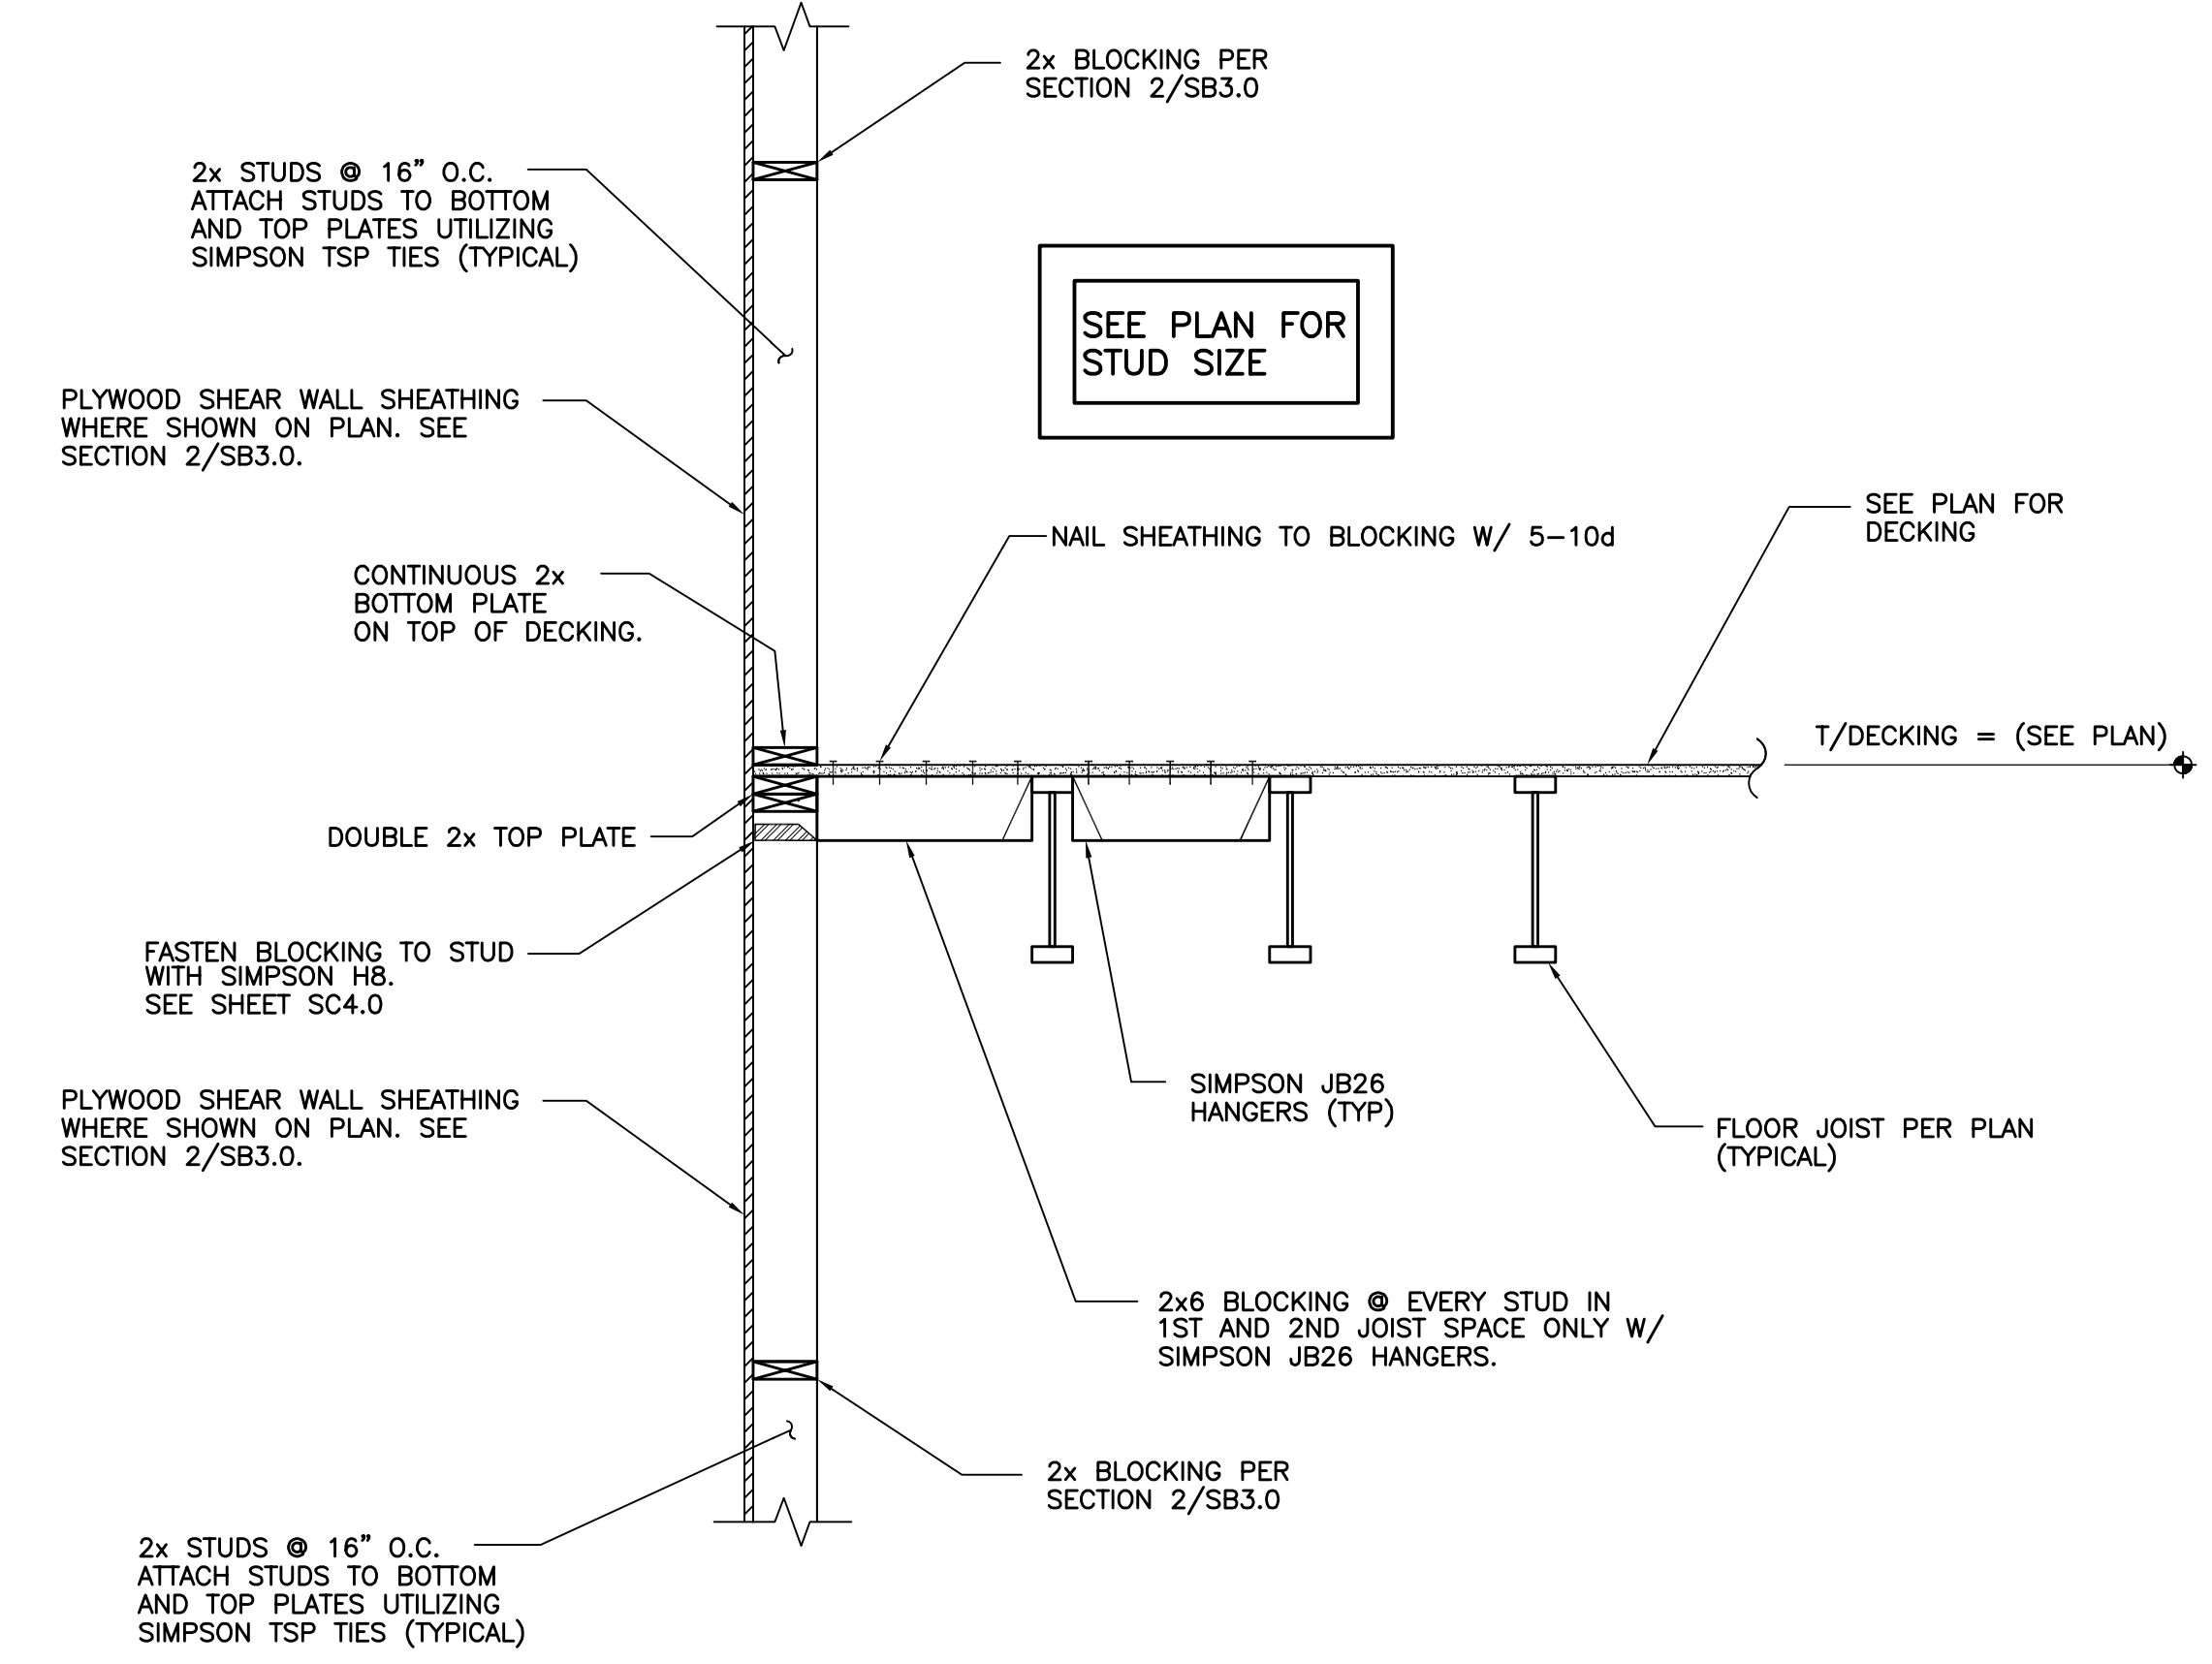 2x BLOCKING PER
SECTION 2/SB3.0
2x STUDS @ 16" O.C.
ATTACH STUDS TO BOTTOM
AND TOP PLATES UTILIZING
SIMPSON TSP TIES (TYPICAL)
SEE PLAN FOR
STUD SIZE
PLYWOOD SHEAR WALL SHEATHING
WHERE SHOWN ON PLAN. SEE
SECTION 2/SB3.0.
SEE PLAN FOR
DECKING
NAIL SHEATHING TO BLOCKING W/ 5-10d
CONTINUOUS 2x
BOTTOM PLATE
ON TOP OF DECKING.
T/DECKING = (SEE PLAN)
DOUBLE 2x TOP PLATE
FASTEN BLOCKING TO STUD
WITH SIMPSON H8.
SEE SHEET SC4.0
SIMPSON JB26
HANGERS (TYP)
PLYWOOD SHEAR WALL SHEATHING
WHERE SHOWN ON PLAN. SEE
SECTION 2/SB3.0.
FLOOR JOIST PER PLAN
(TYPICAL)
2x6 BLOCKING @ EVERY STUD IN
1ST AND 2ND JOIST SPACE ONLY W/
SIMPSON JB26 HANGERS.
2x BLOCKING PER
SECTION 2/SB3.0
2x STUDS @ 16" O.C.
ATTACH STUDS TO BOTTOM
AND TOP PLATES UTILIZING
SIMPSON TSP TIES (TYPICAL)